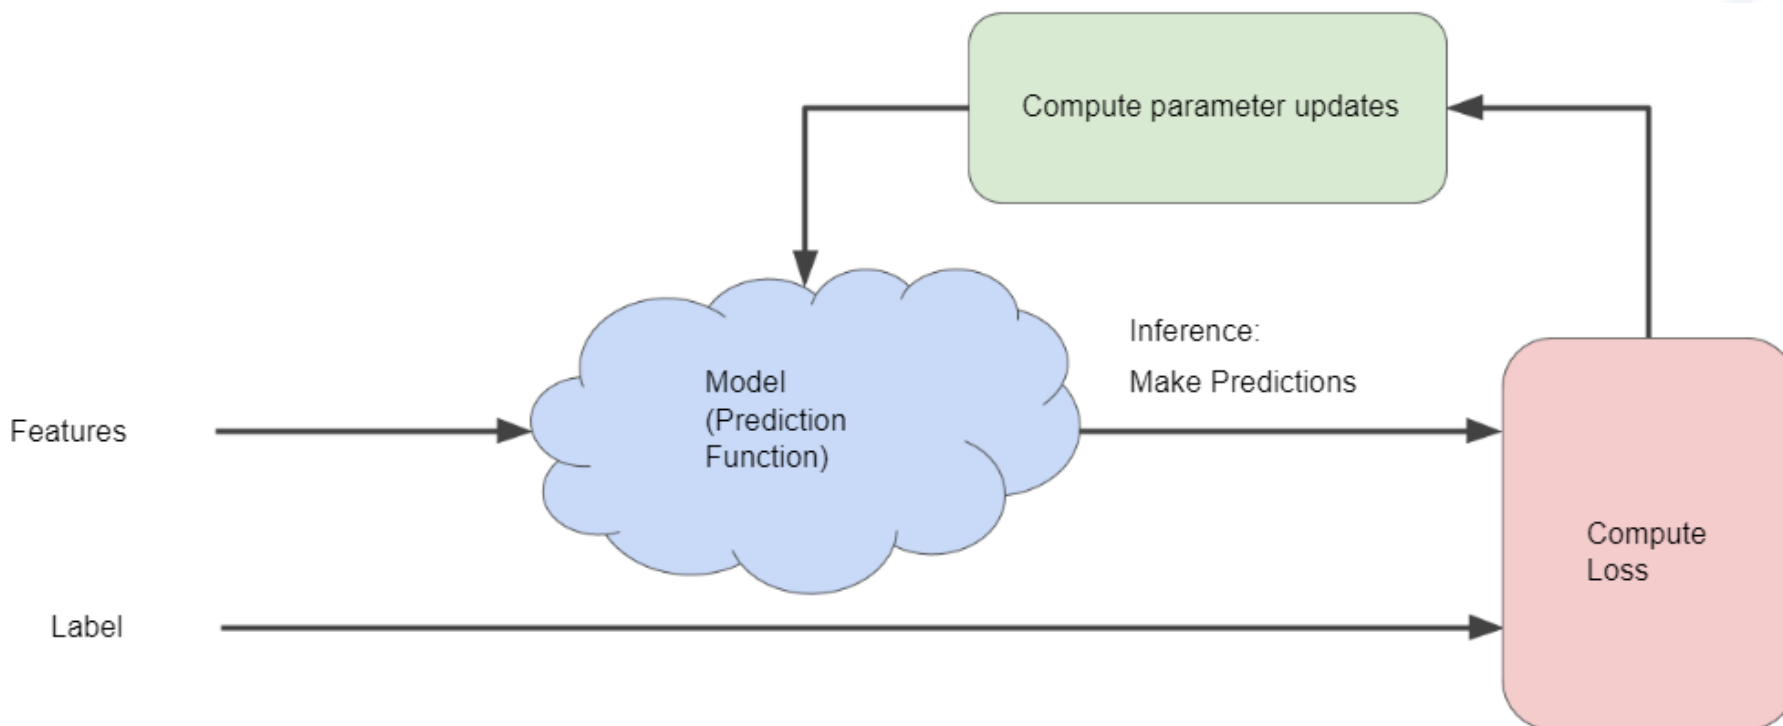 Compute parameter updates
Inference:
Make Predictions
Model
(Prediction
Function)
Features
Compute
Loss
Label